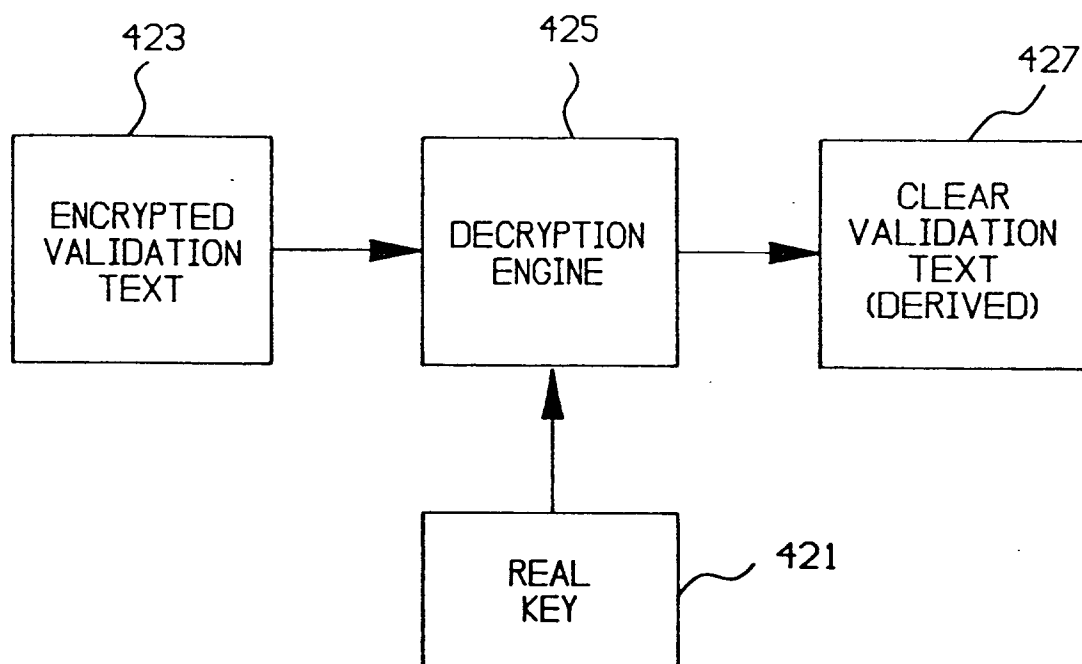 423
425
427
ENCRYPTED
VALIDATION
TEXT
DECRYPTION
ENGINE
CLEAR
VALIDATION
TEXT
(DERIVED)
REAL
KEY
421